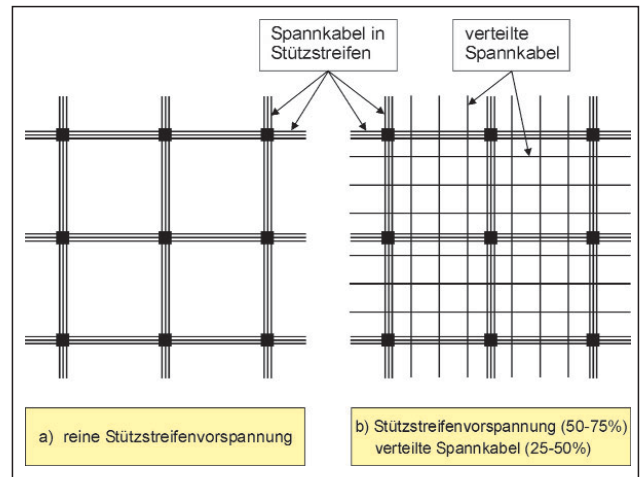 Spannkabel in
Stützstreifen
verteilte
Spannkabel
a) reine Stützstreifenvorspannung
b) Stützstreifenvorspannung (50-75%)
verteilte Spannkabel (25-50%)